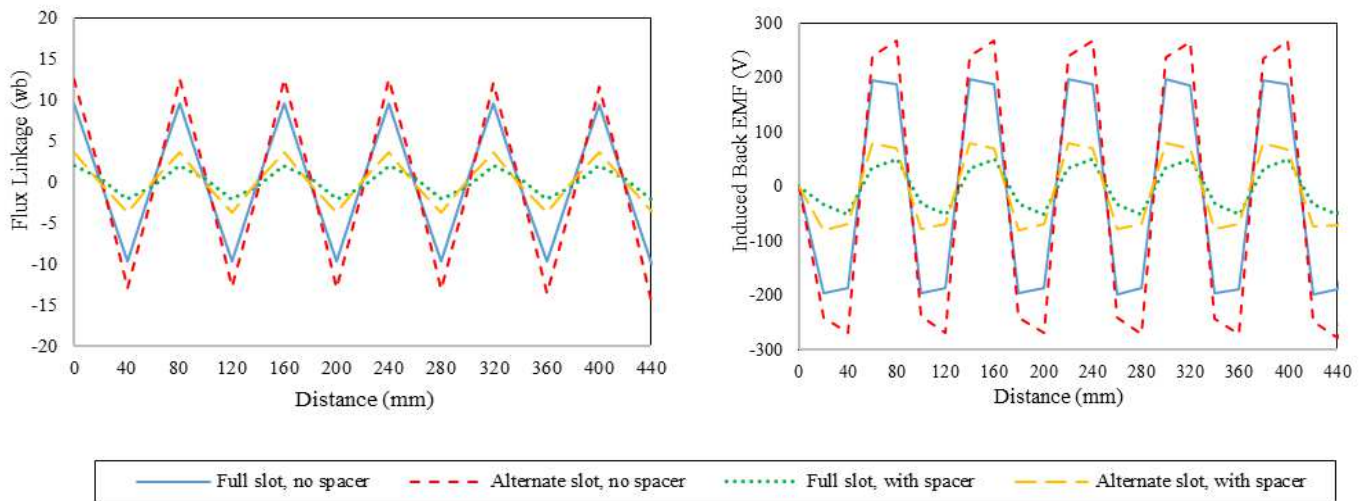 Flux Linkage (wb)
20
15
10
5
0
-5
-10
-15
-20
0 40 80 120 160 200 240 280 320 360 400 440
Distance (mm)
Induced Back EMF (V)
300
200
100
0
-100
-200
-300
0 40 80 120 160 200 240 280 320 360 400 440
Distance (mm)
Full slot, no spacer Alternate slot, no spacer Full slot, with spacer Alternate slot, with spacer